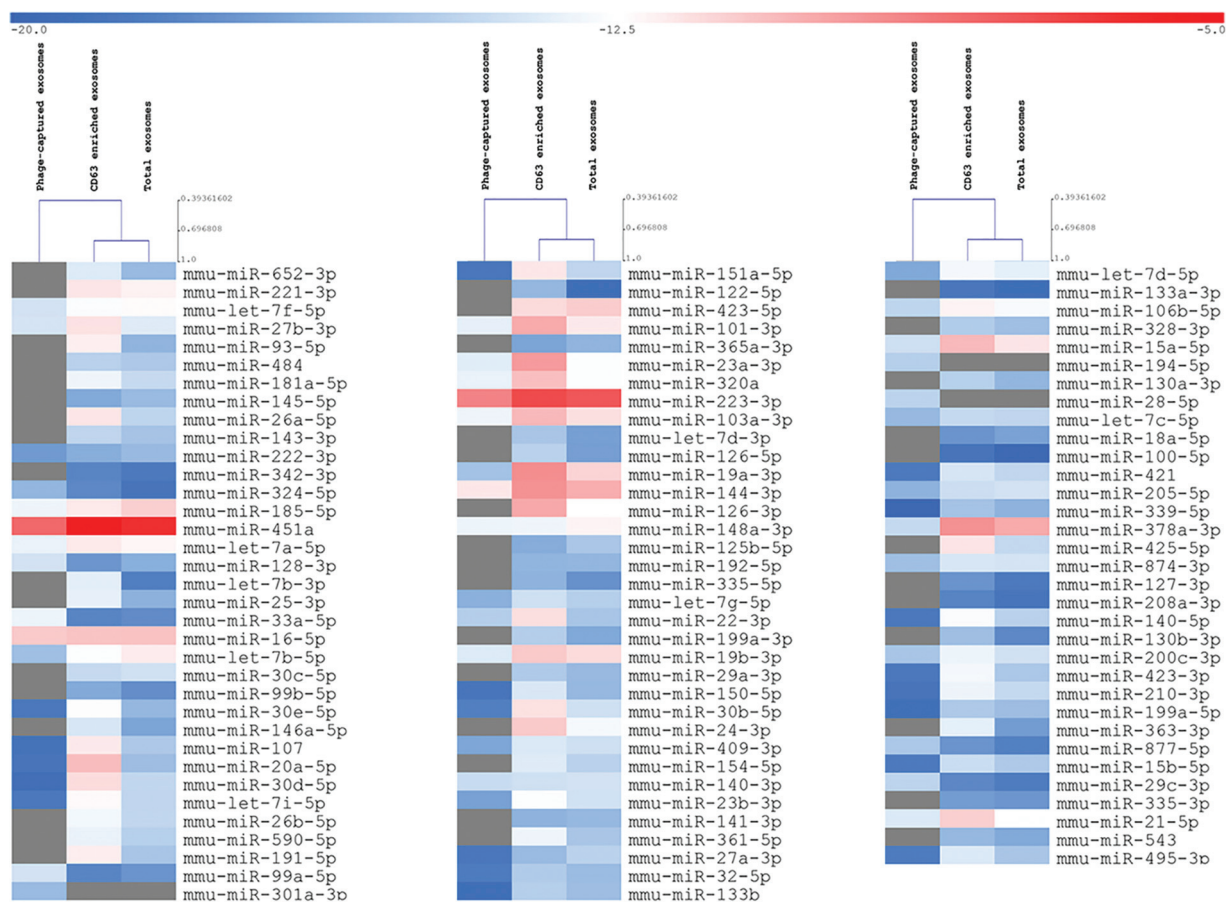 -20.0 -12.5 -5.0
Phage-captured exosomes
CD63 enriched exosomes
Total exosomes
0.39361602
0.696808
1.0
mmu-miR-652-3p
mmu-miR-221-3p
mmu-let-7f-5p
mmu-miR-27b-3p
mmu-miR-93-5p
mmu-miR-484
mmu-miR-181a-5p
mmu-miR-145-5p
mmu-miR-26a-5p
mmu-miR-143-3p
mmu-miR-222-3p
mmu-miR-342-3p
mmu-miR-324-5p
mmu-miR-185-5p
mmu-miR-451a
mmu-let-7a-5p
mmu-miR-128-3p
mmu-let-7b-3p
mmu-miR-25-3p
mmu-miR-33a-5p
mmu-miR-16-5p
mmu-let-7b-5p
mmu-miR-30c-5p
mmu-miR-99b-5p
mmu-miR-30e-5p
mmu-miR-146a-5p
mmu-miR-107
mmu-miR-20a-5p
mmu-miR-30d-5p
mmu-let-7i-5p
mmu-miR-26b-5p
mmu-miR-590-5p
mmu-miR-191-5p
mmu-miR-99a-5p
mmu-miR-301a-3p
Phage-captured exosomes
CD63 enriched exosomes
Total exosomes
0.39361602
0.696808
1.0
mmu-miR-151a-5p
mmu-miR-122-5p
mmu-miR-423-5p
mmu-miR-101-3p
mmu-miR-365a-3p
mmu-miR-23a-3p
mmu-miR-320a
mmu-miR-223-3p
mmu-miR-103a-3p
mmu-let-7d-3p
mmu-miR-126-5p
mmu-miR-19a-3p
mmu-miR-144-3p
mmu-miR-126-3p
mmu-miR-148a-3p
mmu-miR-125b-5p
mmu-miR-192-5p
mmu-miR-335-5p
mmu-let-7g-5p
mmu-miR-22-3p
mmu-miR-199a-3p
mmu-miR-19b-3p
mmu-miR-29a-3p
mmu-miR-150-5p
mmu-miR-30b-5p
mmu-miR-24-3p
mmu-miR-409-3p
mmu-miR-154-5p
mmu-miR-140-3p
mmu-miR-23b-3p
mmu-miR-141-3p
mmu-miR-361-5p
mmu-miR-27a-3p
mmu-miR-32-5p
mmu-miR-133b
Phage-captured exosomes
CD63 enriched exosomes
Total exosomes
0.39361602
0.696808
1.0
mmu-let-7d-5p
mmu-miR-133a-3p
mmu-miR-106b-5p
mmu-miR-328-3p
mmu-miR-15a-5p
mmu-miR-194-5p
mmu-miR-130a-3p
mmu-miR-28-5p
mmu-let-7c-5p
mmu-miR-18a-5p
mmu-miR-100-5p
mmu-miR-421
mmu-miR-205-5p
mmu-miR-339-5p
mmu-miR-378a-3p
mmu-miR-425-5p
mmu-miR-874-3p
mmu-miR-127-3p
mmu-miR-208a-3p
mmu-miR-140-5p
mmu-miR-130b-3p
mmu-miR-200c-3p
mmu-miR-423-3p
mmu-miR-210-3p
mmu-miR-199a-5p
mmu-miR-363-3p
mmu-miR-877-5p
mmu-miR-15b-5p
mmu-miR-29c-3p
mmu-miR-335-3p
mmu-miR-21-5p
mmu-miR-543
mmu-miR-495-3p